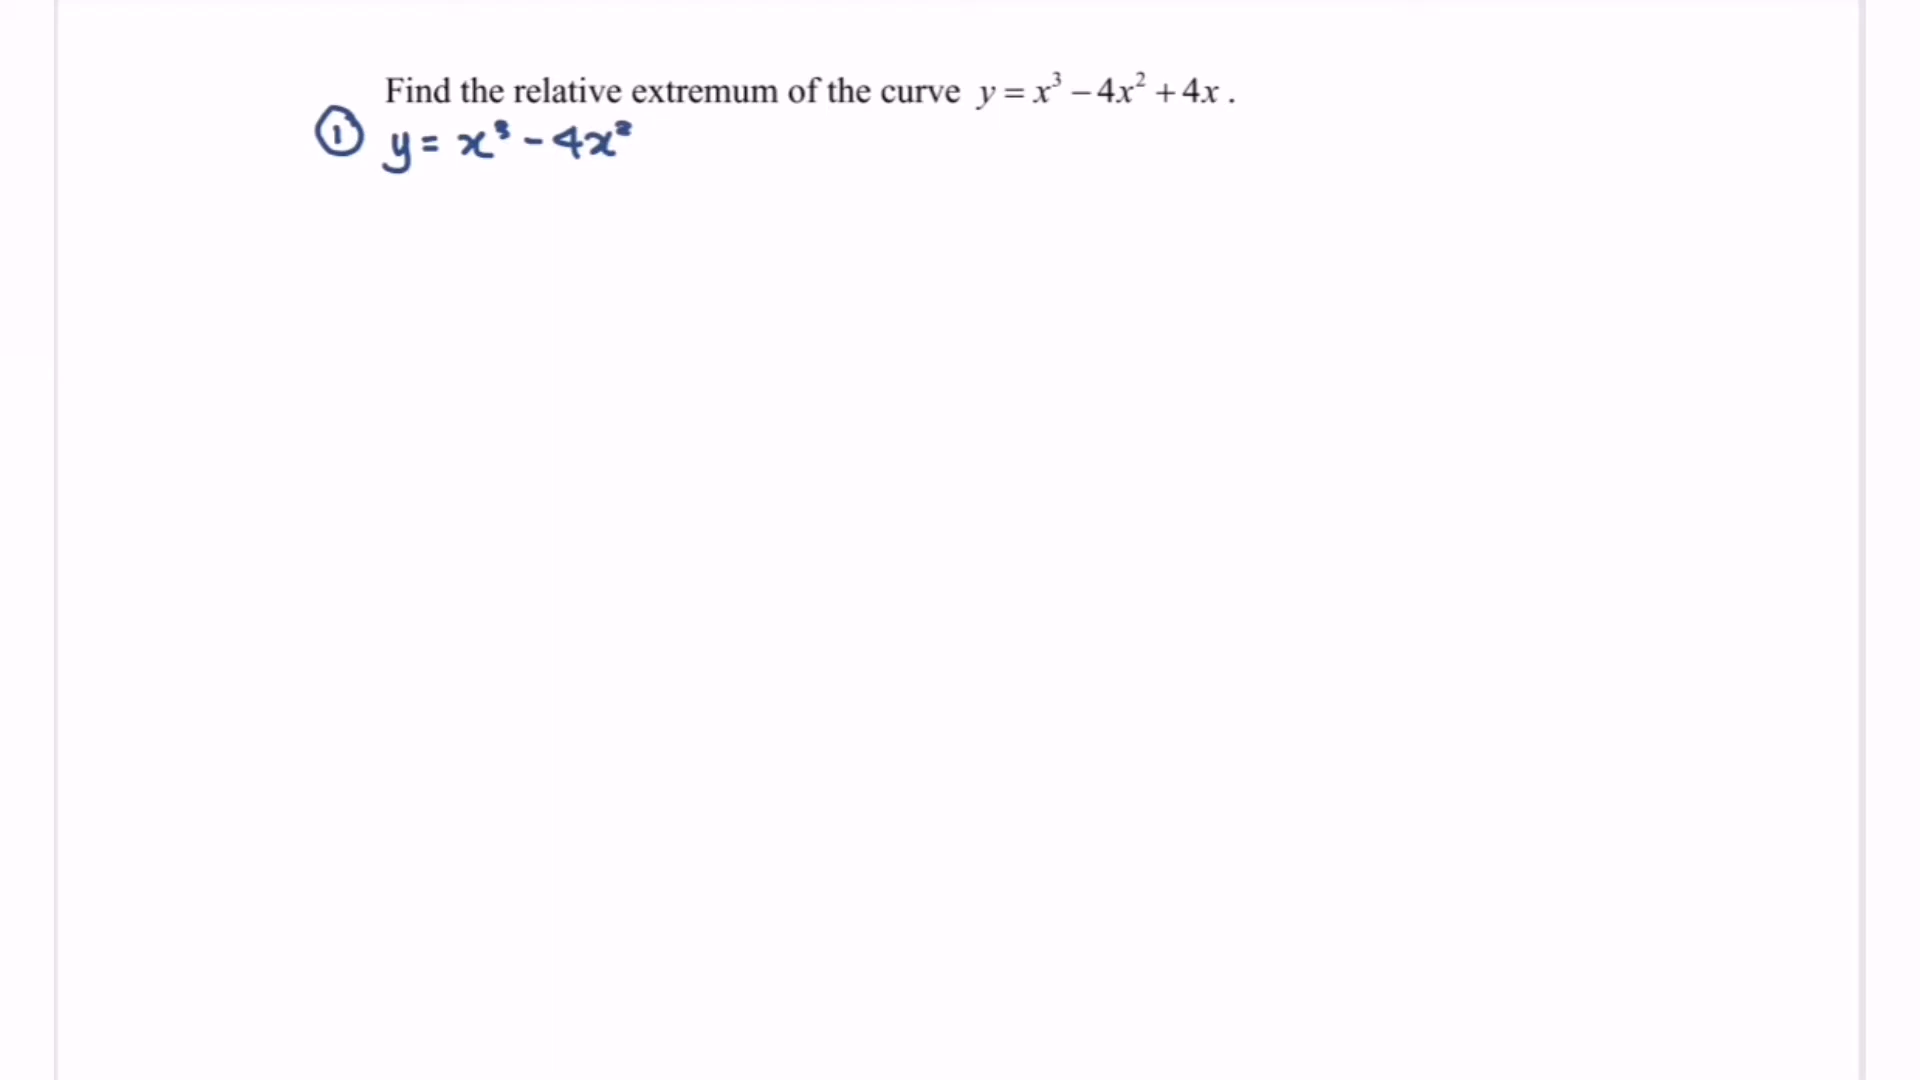 Find the relative extremum of the curve y = x³ − 4x² + 4x .
① y = x³ - 4x²